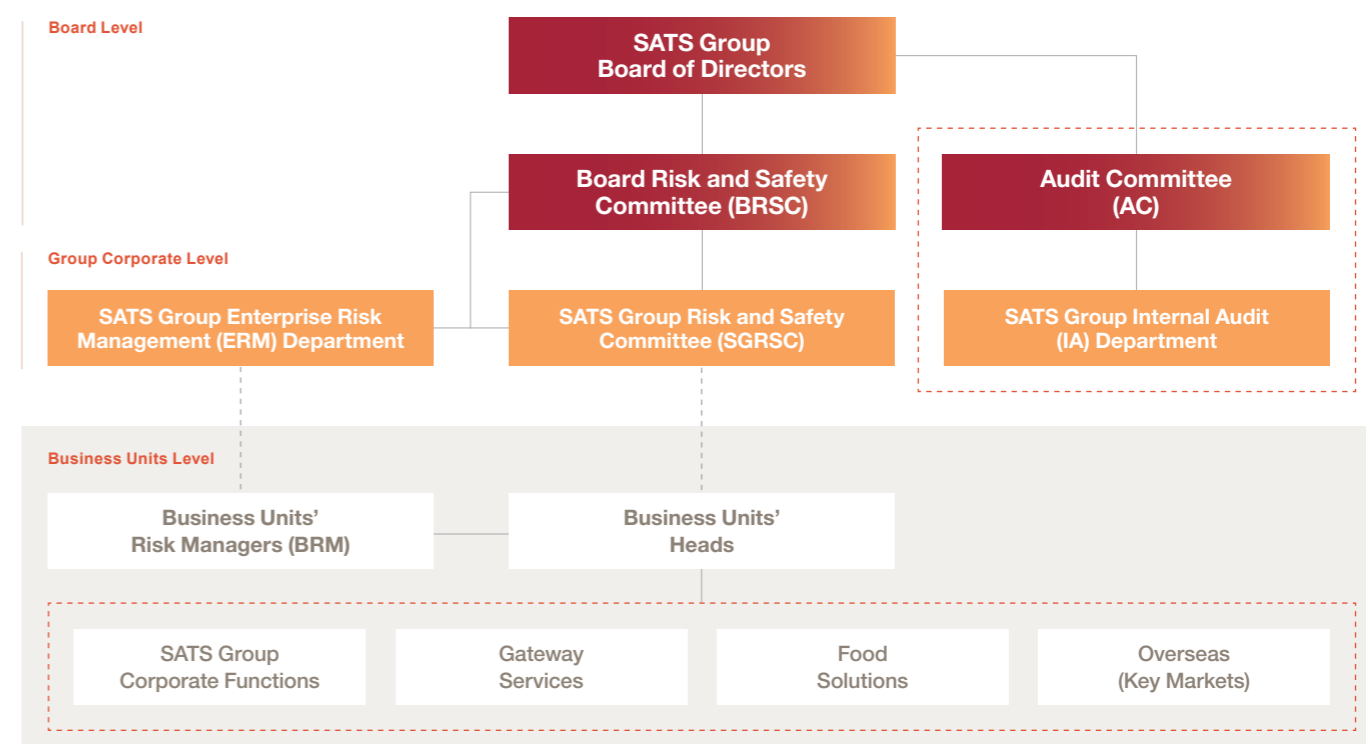 Board Level
SATS Group
Board of Directors
Board Risk and Safety
Committee (BRSC)
Audit Committee
(AC)
Group Corporate Level
SATS Group Enterprise Risk
Management (ERM) Department
SATS Group Risk and Safety
Committee (SGRSC)
SATS Group Internal Audit
(IA) Department
Business Units Level
Business Units’
Risk Managers (BRM)
Business Units’
Heads
SATS Group
Corporate Functions
Gateway
Services
Food
Solutions
Overseas
(Key Markets)